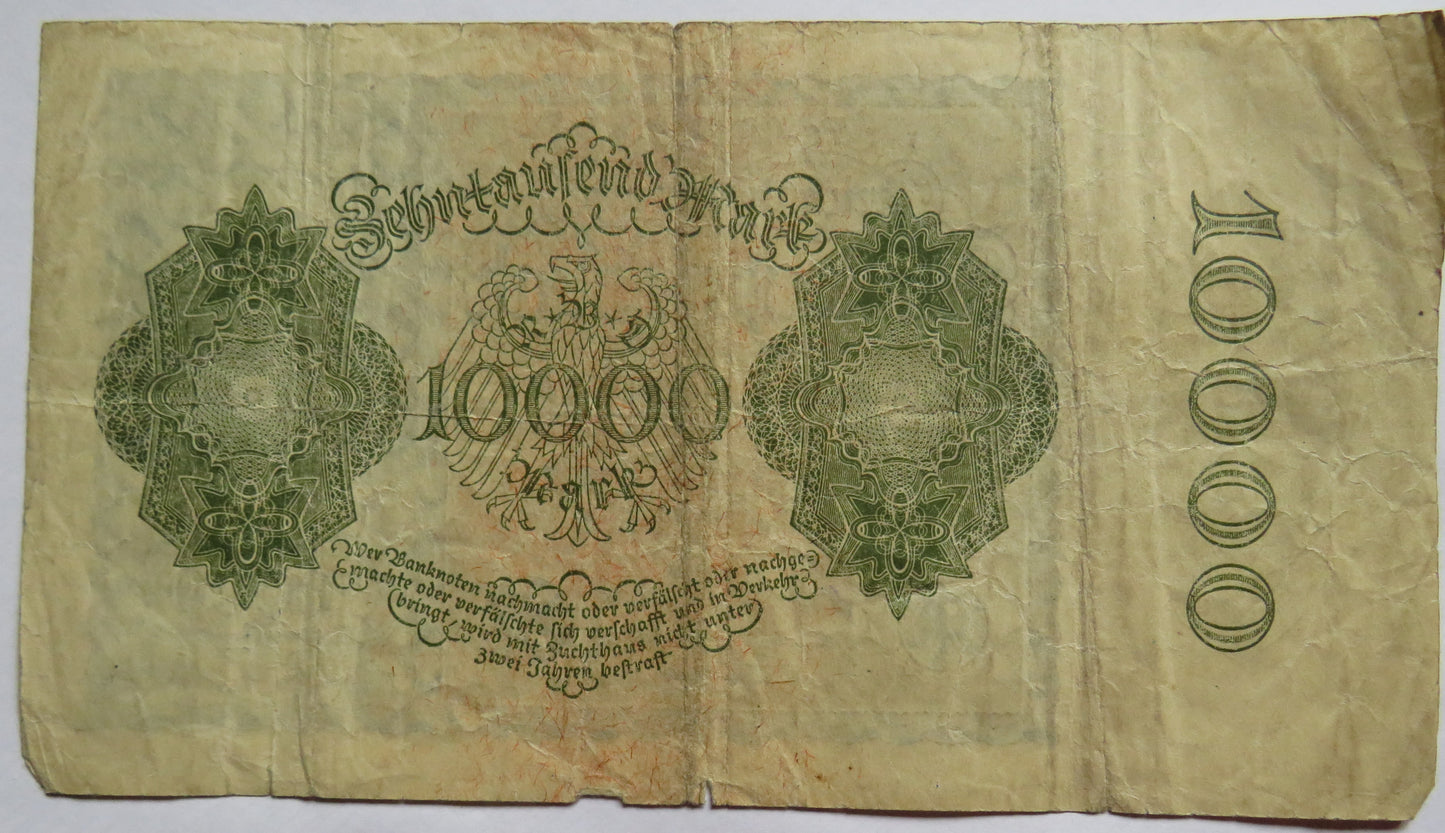 Zehntausend Mark
R B D
10000
Mark
Wer Banknoten nachmacht oder verfälscht oder nachge-
machte oder verfälschte sich verschafft und in Verkehr
bringt, wird mit Zuchthaus nicht unter
zwei Jahren bestraft
10000